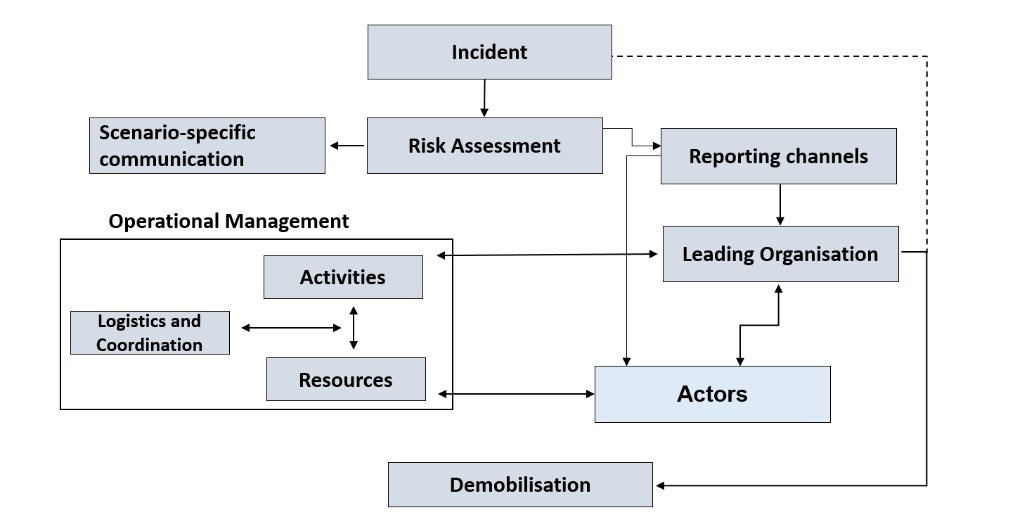 Incident
Scenario-specific
communication
Risk Assessment
Reporting channels
Operational Management
Leading Organisation
Activities
Logistics and
Coordination
Resources
Actors
Demobilisation